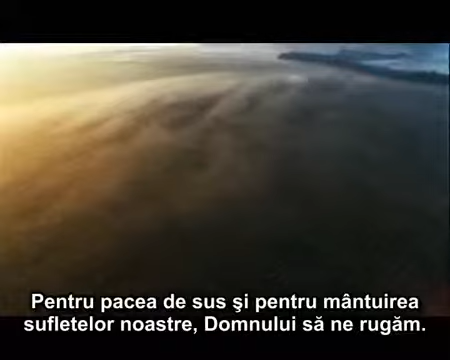 Pentru pacea de sus şi pentru mântuirea
sufletelor noastre, Domnului să ne rugăm.